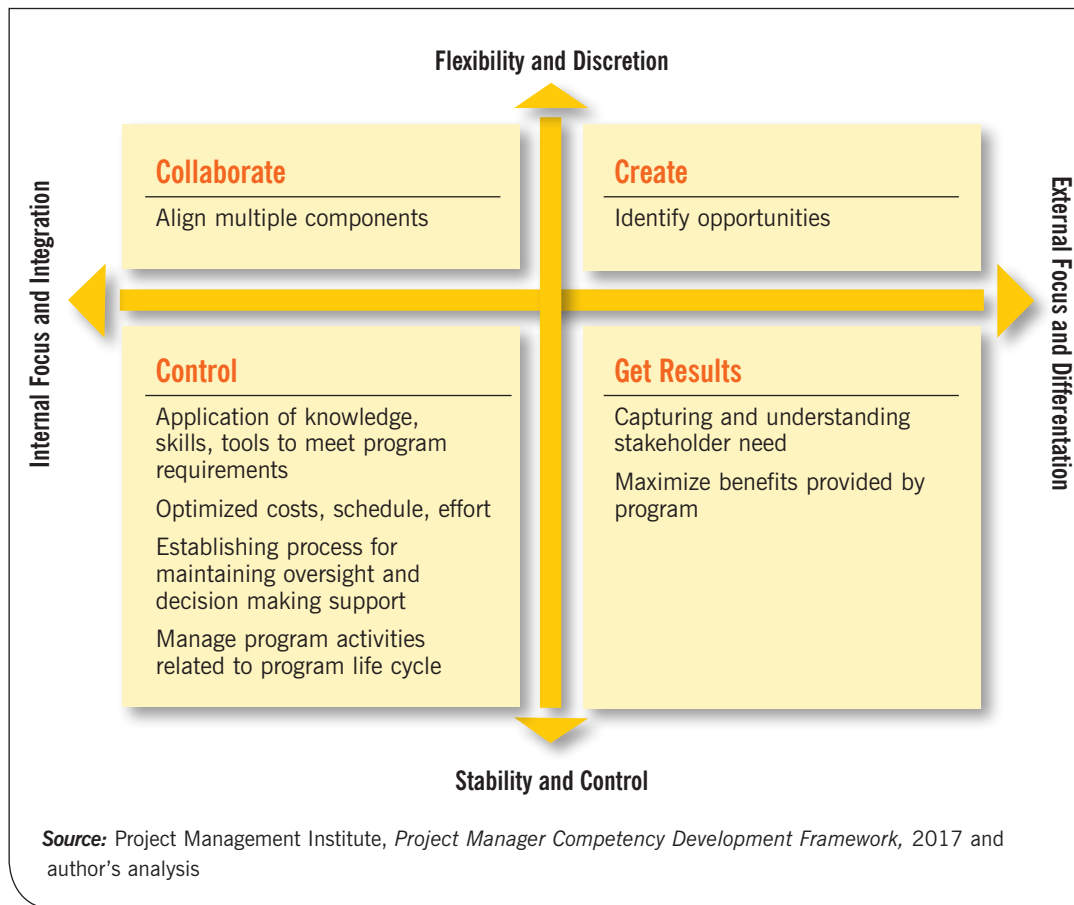 Flexibility and Discretion
Internal Focus and Integration
External Focus and Differentiation
Collaborate
Align multiple components
Create
Identify opportunities
Control
Application of knowledge,
skills, tools to meet program
requirements
Optimized costs, schedule, effort
Establishing process for
maintaining oversight and
decision making support
Manage program activities
related to program life cycle
Get Results
Capturing and understanding
stakeholder need
Maximize benefits provided by
program
Stability and Control
Source: Project Management Institute, Project Manager Competency Development Framework, 2017 and
author’s analysis